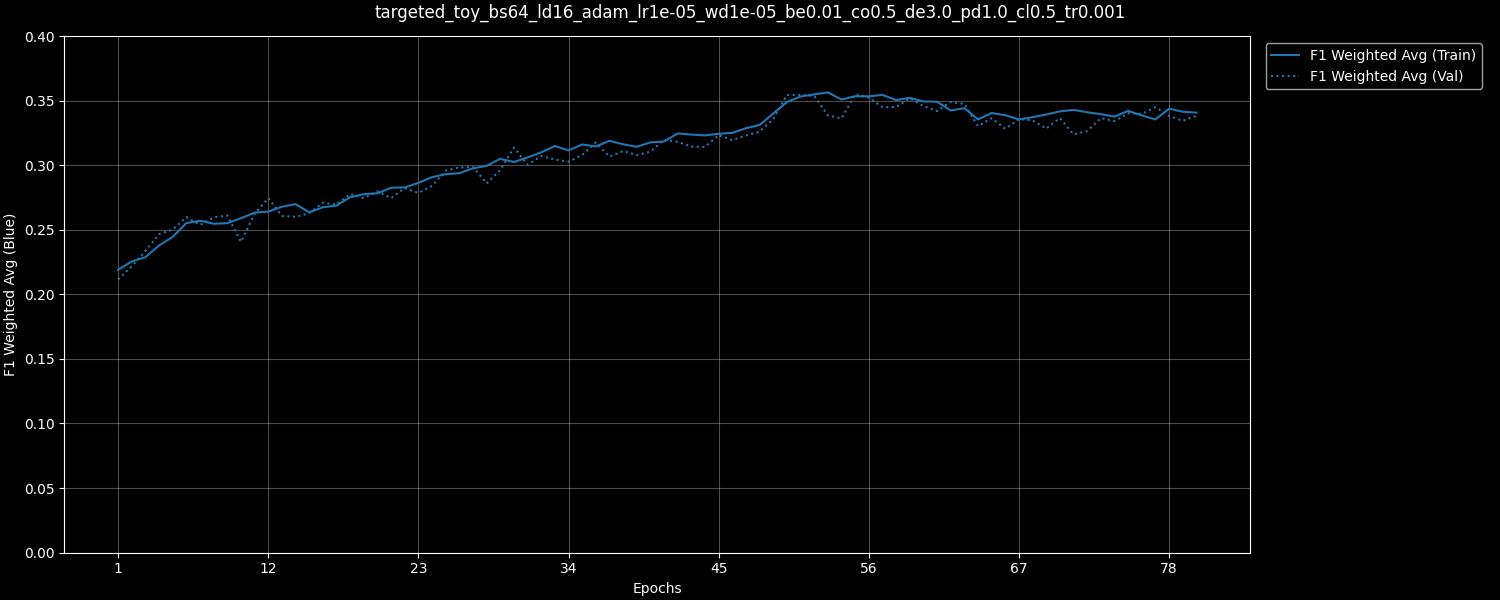 targeted_toy_bs64_ld16_adam_lr1e-05_wd1e-05_be0.01_co0.5_de3.0_pd1.0_cl0.5_tr0.001
F1 Weighted Avg (Train)
F1 Weighted Avg (Val)
F1 Weighted Avg (Blue)
0.40
0.35
0.30
0.25
0.20
0.15
0.10
0.05
0.00
1 12 23 34 45 56 67 78
Epochs